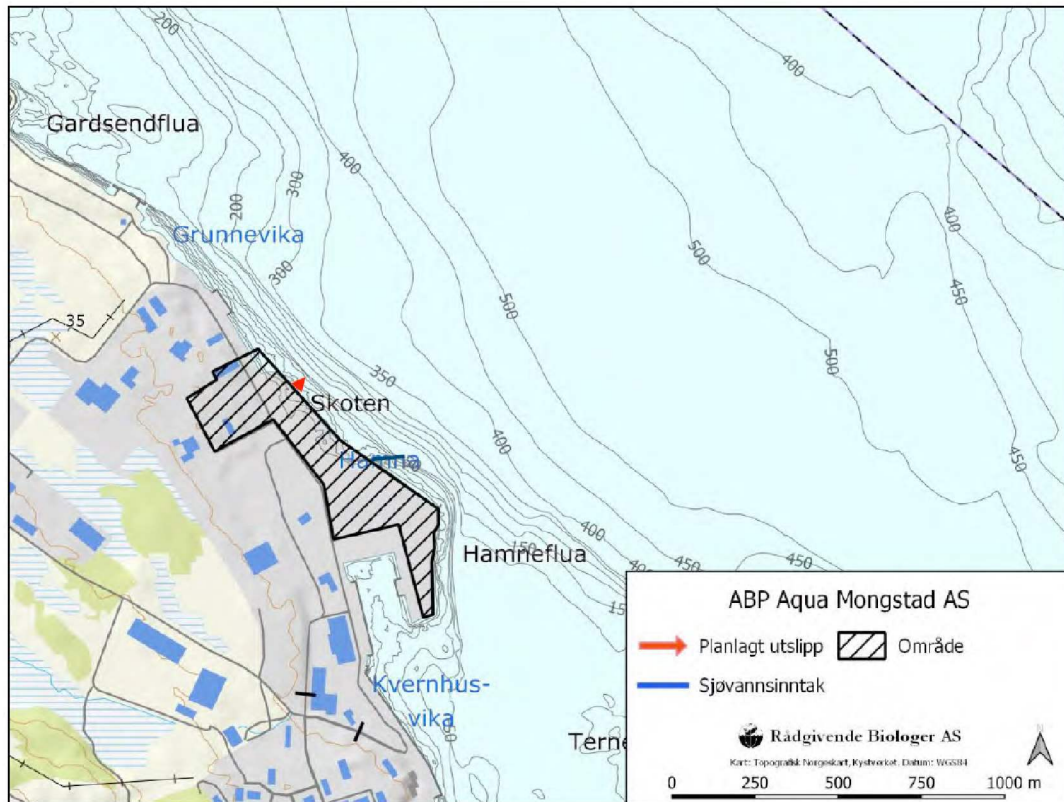 200
400
Gardsendflua
400
300
200
Grunnevika
300
400
500
500
450
35
350
Skoten
500
400
Hamna
450
450
Hamneflua
400
450
450
ABP Aqua Mongstad AS
Planlagt utslipp
Område
Sjøvannsinntak
Kvernhus-
vika
Terne
Rådgivende Biologer AS
Kart: Topografisk Norgeskart, Kystverket. Datum: WGS84
0 250 500 750 1000 m